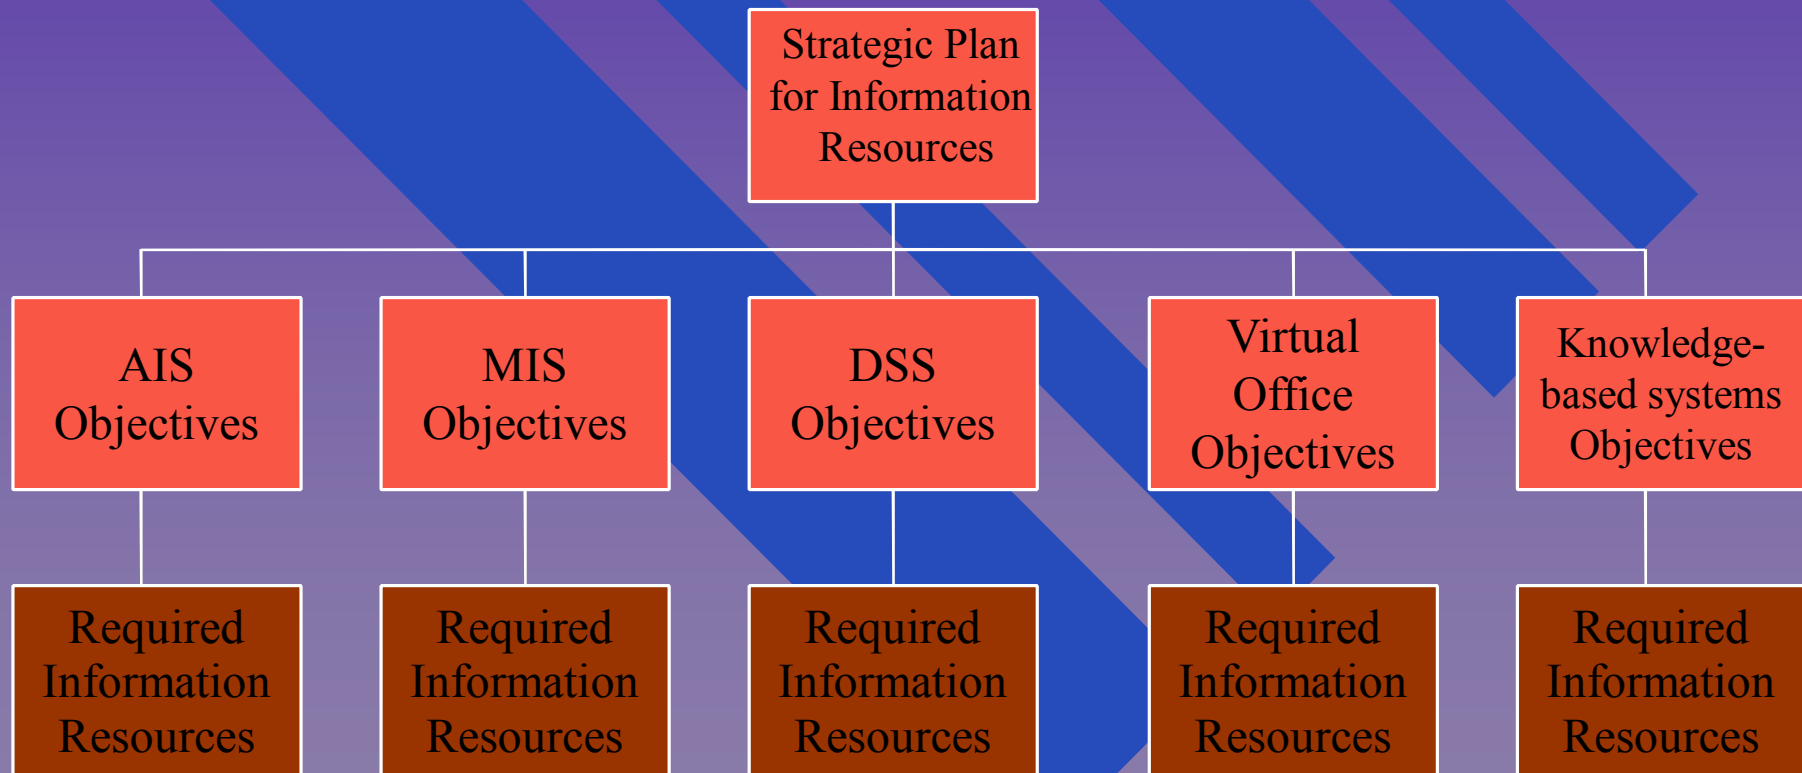 Strategic Plan
for Information
Resources
AIS
Objectives
MIS
Objectives
DSS
Objectives
Virtual
Office
Objectives
Knowledge-
based systems
Objectives
Required
Information
Resources
Required
Information
Resources
Required
Information
Resources
Required
Information
Resources
Required
Information
Resources